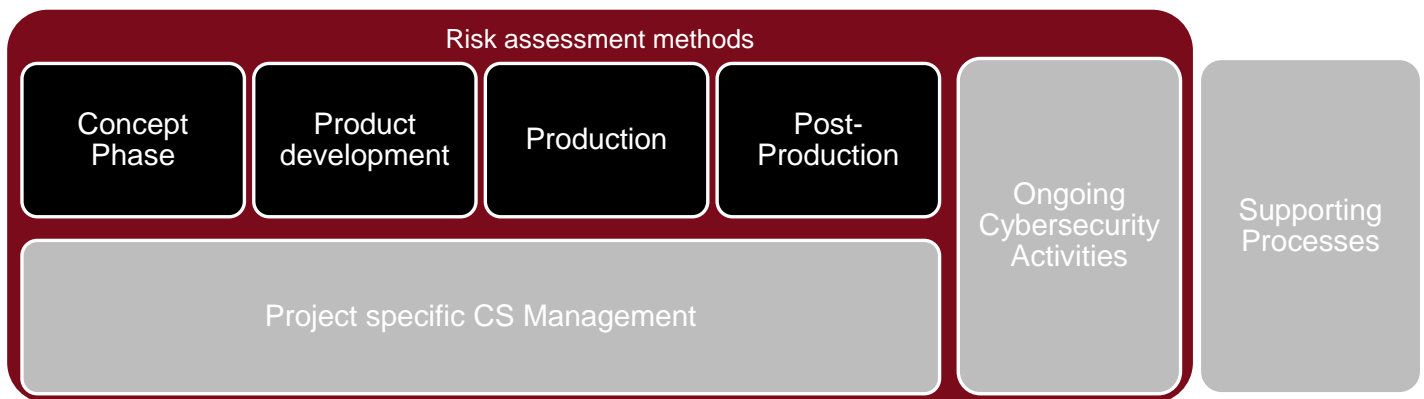 Risk assessment methods
Concept
Phase
Product
development
Production
Post-
Production
Ongoing
Cybersecurity
Activities
Supporting
Processes
Project specific CS Management